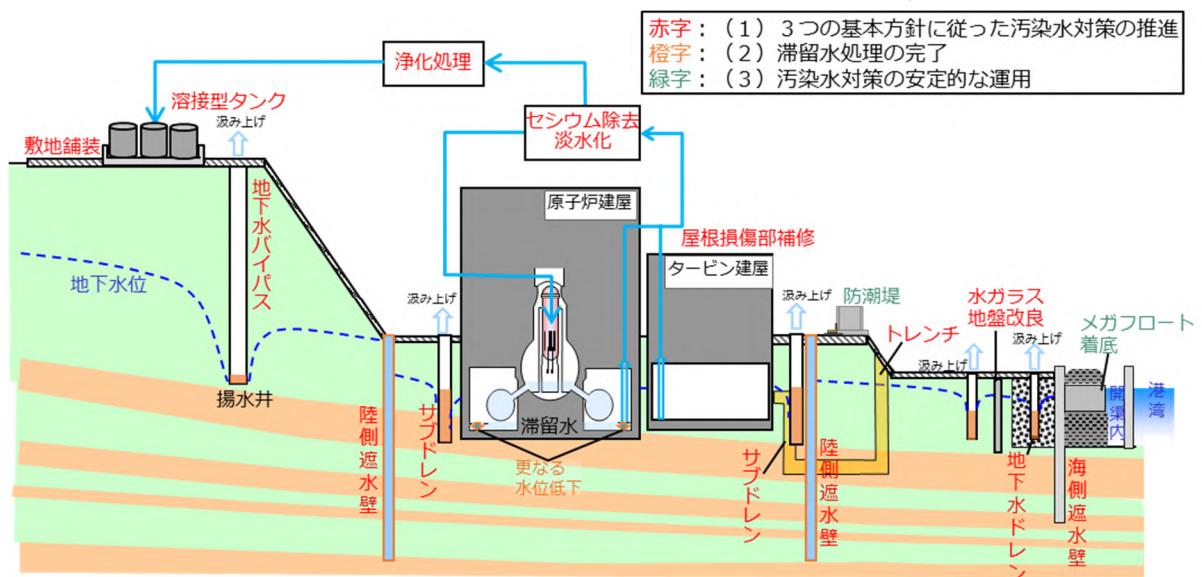 赤字：（１）３つの基本方針に従った汚染水対策の推進
橙字：（２）滞留水処理の完了
緑字：（３）汚染水対策の安定的な運用
浄化処理
溶接型タンク
汲み上げ
敷地舗装
セシウム除去
淡水化
地下水バイパス
地下水位
揚水井
原子炉建屋
屋根損傷部補修
タービン建屋
汲み上げ
汲み上げ
防潮堤
トレンチ
水ガラス
地盤改良
汲み上げ
汲み上げ
メガフロート
着底
開渠内
港湾
滞留水
更なる
水位低下
陸側遮水壁
サブドレン
サブドレン
陸側遮水壁
地下水ドレン
海側遮水壁